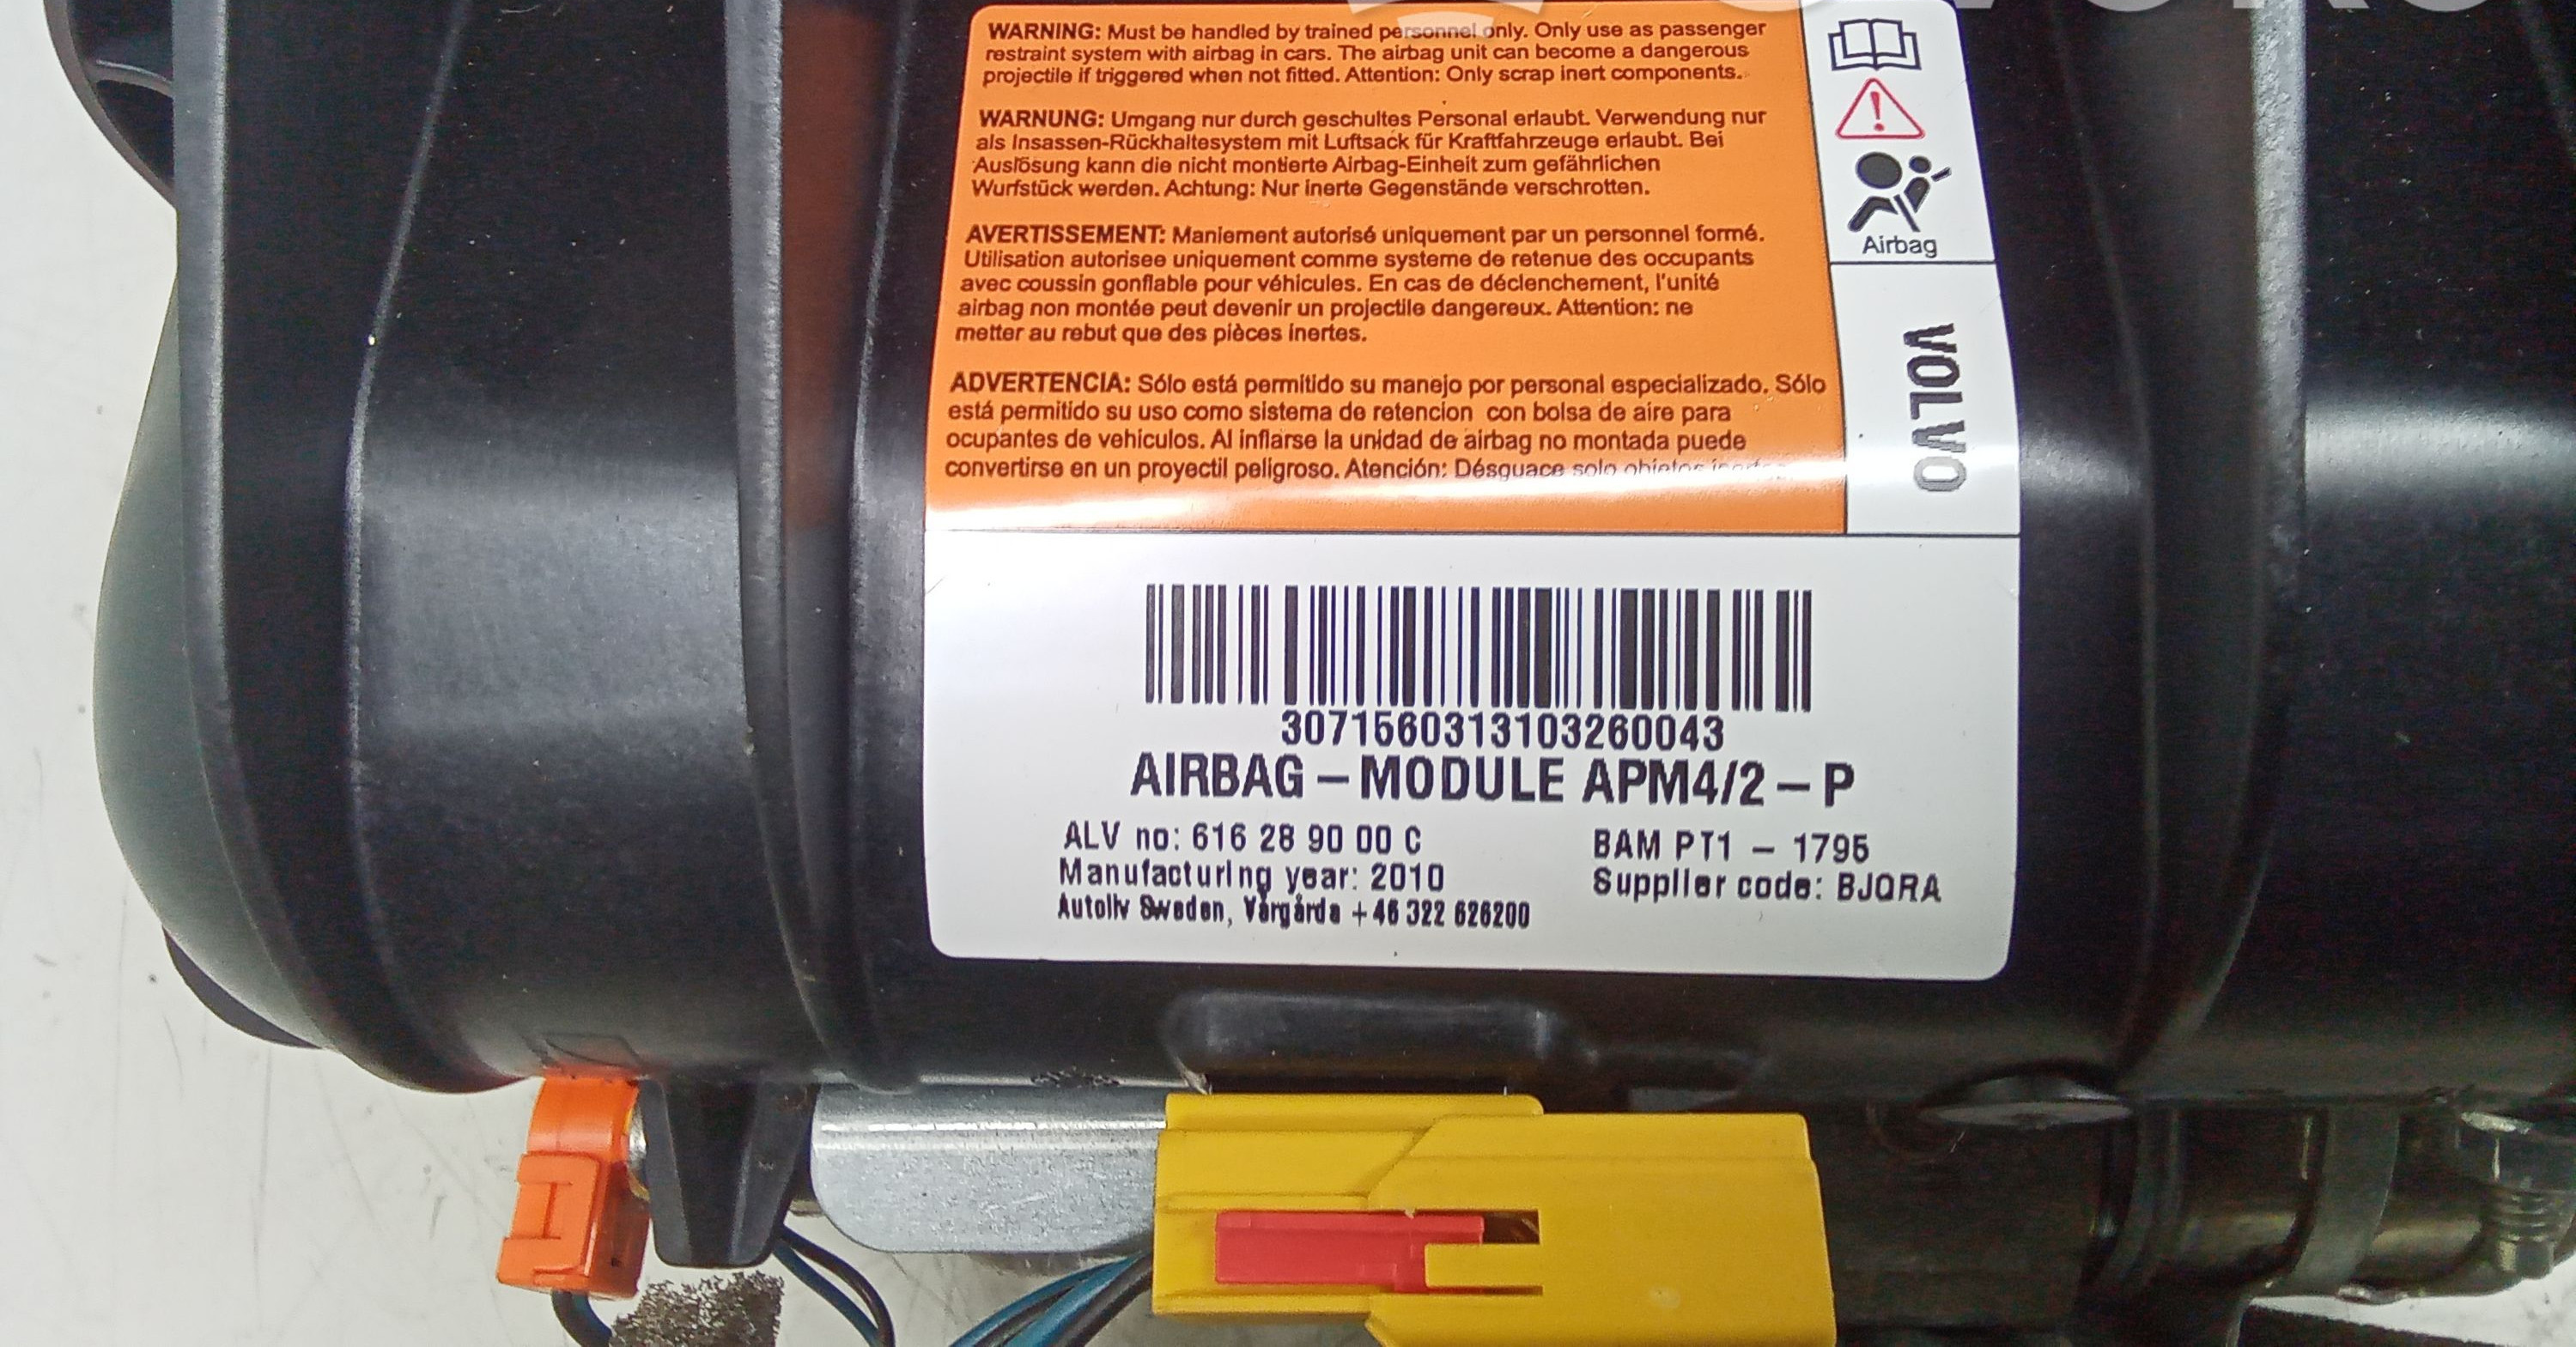 WARNING: Must be handled by trained personnel only. Only use as passenger
restraint system with airbag in cars. The airbag unit can become a dangerous
projectile if triggered when not fitted. Attention: Only scrap inert components.
WARNUNG: Umgang nur durch geschultes Personal erlaubt. Verwendung nur
als Insassen-Rückhaltesystem mit Luftsack für Kraftfahrzeuge erlaubt. Bei
Auslösung kann die nicht montierte Airbag-Einheit zum gefährlichen
Wurfstück werden. Achtung: Nur inerte Gegenstände verschrotten.
AVERTISSEMENT: Maniement autorisé uniquement par un personnel formé.
Utilisation autorisee uniquement comme systeme de retenue des occupants
avec coussin gonflable pour véhicules. En cas de déclenchement, l'unité
airbag non montée peut devenir un projectile dangereux. Attention: ne
metter au rebut que des pièces inertes.
ADVERTENCIA: Sólo está permitido su manejo por personal especializado. Sólo
está permitido su uso como sistema de retencion con bolsa de aire para
ocupantes de vehiculos. Al inflarse la unidad de airbag no montada puede
convertirse en un proyectil peligroso. Atención: Désguace solo objetos
Airbag
VOLVO
3071560313103260043
AIRBAG – MODULE APM4/2 – P
ALV no: 616 28 90 00 C
BAM PT1 – 1795
Manufacturing year: 2010
Supplier code: BJQRA
Autoliv Sweden, Vårgårda +46 322 626200